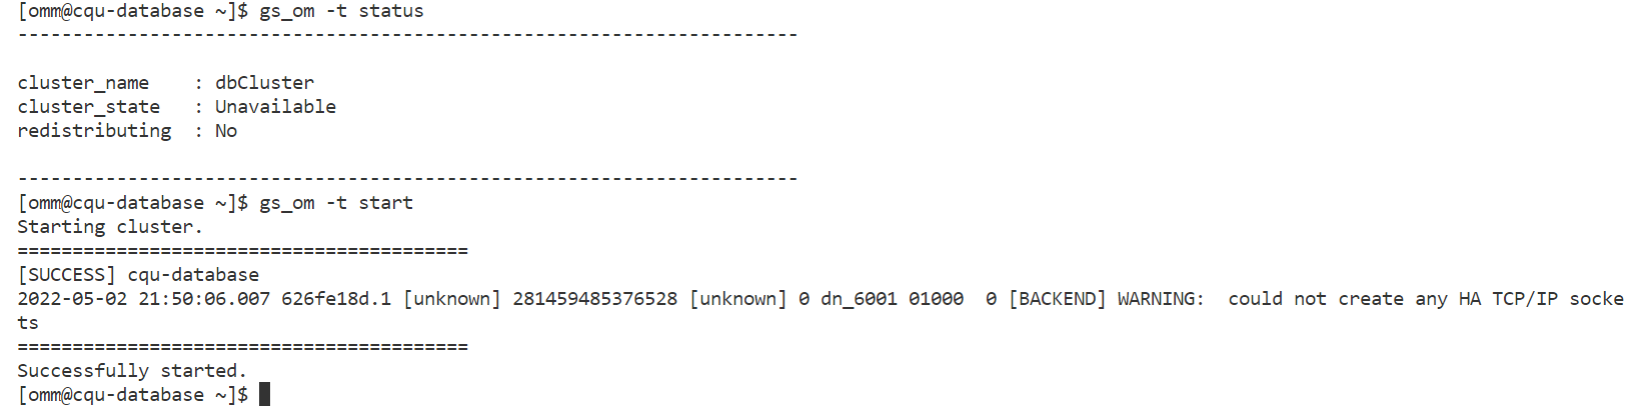 [omm@cqu-database ~]$ gs_om -t status
-----------------------------------------------------------------------

cluster_name    : dbCluster
cluster_state   : Unavailable
redistributing  : No

-----------------------------------------------------------------------
[omm@cqu-database ~]$ gs_om -t start
Starting cluster.
=========================================
[SUCCESS] cqu-database
2022-05-02 21:50:06.007 626fe18d.1 [unknown] 281459485376528 [unknown] 0 dn_6001 01000  0 [BACKEND] WARNING:  could not create any HA TCP/IP socke
ts
=========================================
Successfully started.
[omm@cqu-database ~]$